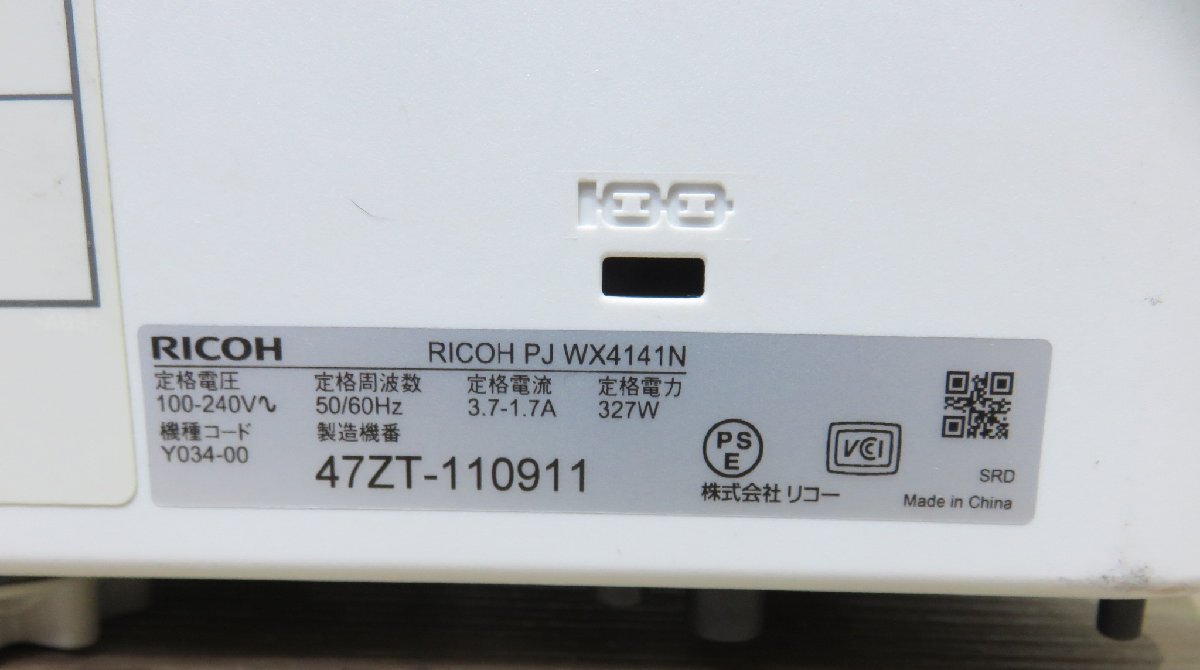 RICOH RICOH PJ WX4141N
定格電圧 定格周波数 定格電流 定格電力
100-240V∿ 50/60Hz 3.7-1.7A 327W
機種コード 製造機番
Y034-00
47ZT-110911
PS
E
VCI
株式会社 リコー
SRD
Made in China